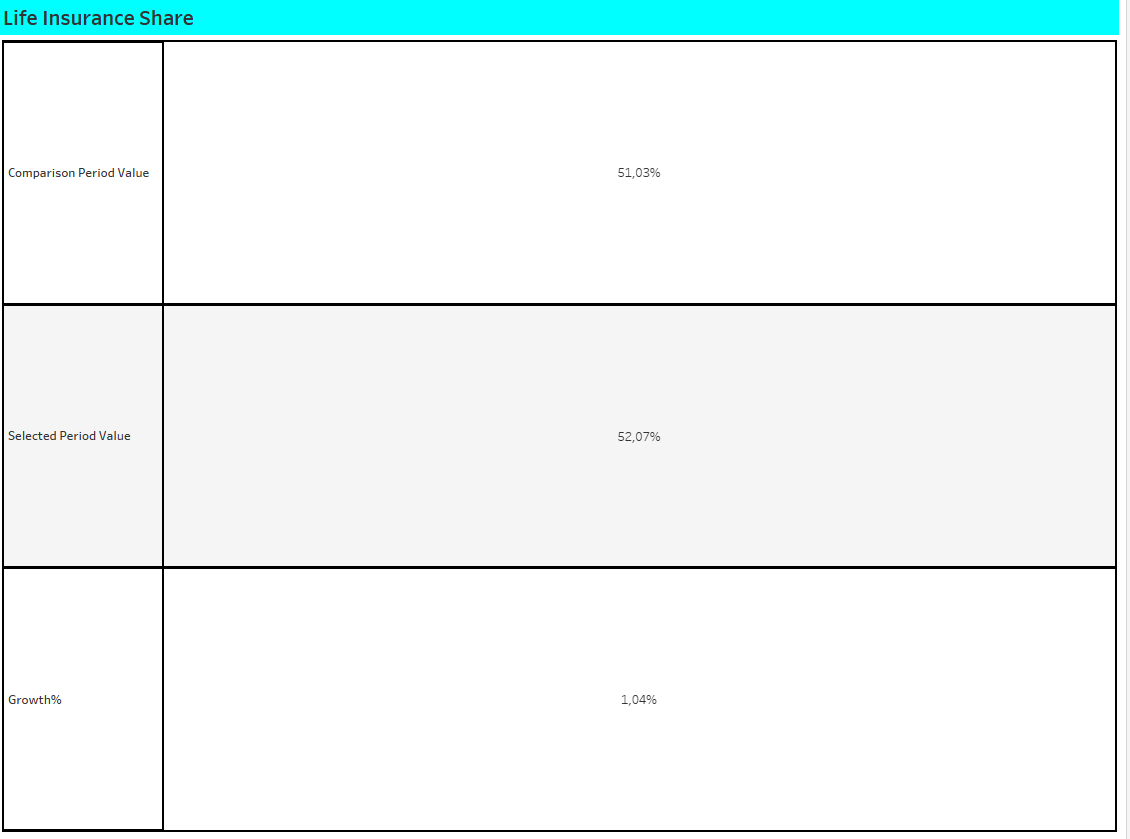 Life Insurance Share
Comparison Period Value
51,03%
Selected Period Value
52,07%
Growth%
1,04%